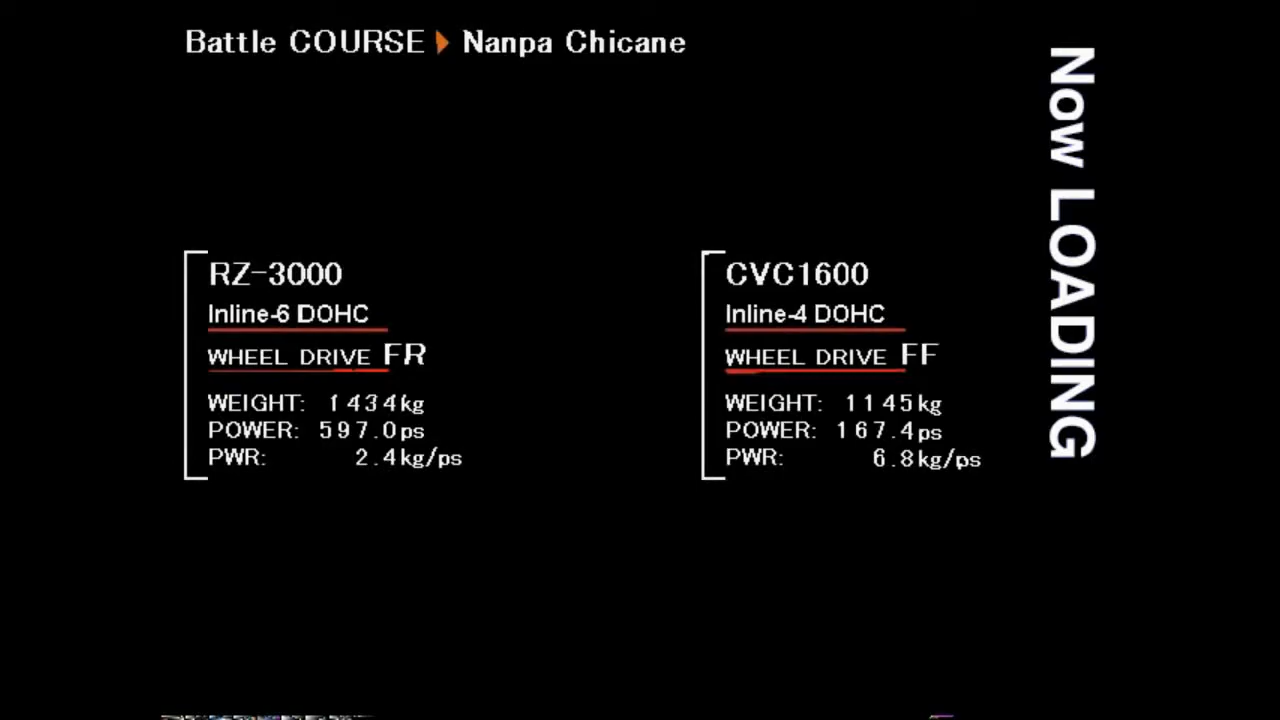 Battle COURSE Nanpa Chicane
RZ-3000
Inline-6 DOHC
WHEEL DRIVE FR
WEIGHT: 1434kg
POWER: 597.0ps
PWR: 2.4kg/ps
CVC1600
Inline-4 DOHC
WHEEL DRIVE FF
WEIGHT: 1145kg
POWER: 167.4ps
PWR: 6.8kg/ps
Now LOADING